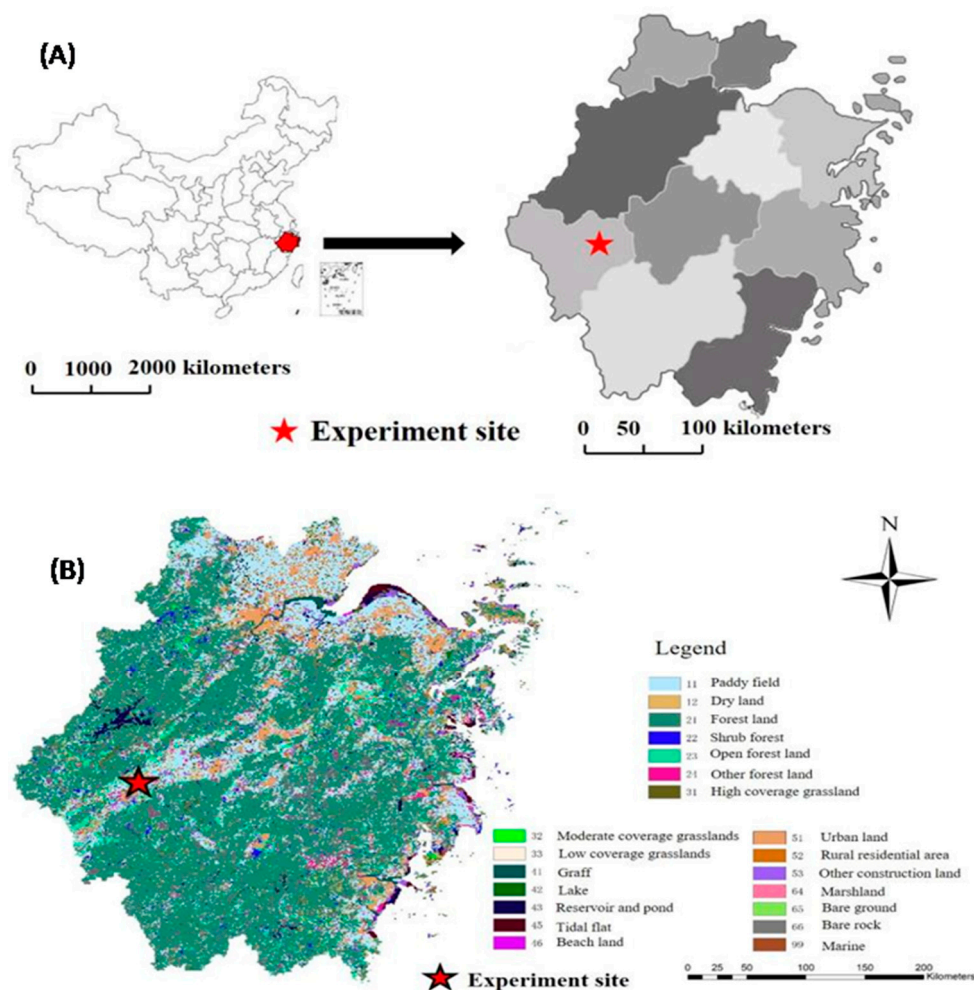 (A)
0 1000 2000 kilometers
0 50 100 kilometers
★ Experiment site
(B)
N
Legend
11 Paddy field
12 Dry land
21 Forest land
22 Shrub forest
23 Open forest land
24 Other forest land
31 High coverage grassland
32 Moderate coverage grasslands
33 Low coverage grasslands
41 Graff
42 Lake
43 Reservoir and pond
45 Tidal flat
46 Beach land
51 Urban land
52 Rural residential area
53 Other construction land
64 Marshland
65 Bare ground
66 Bare rock
99 Marine
★ Experiment site
0 50 100 150 200
Kilometers